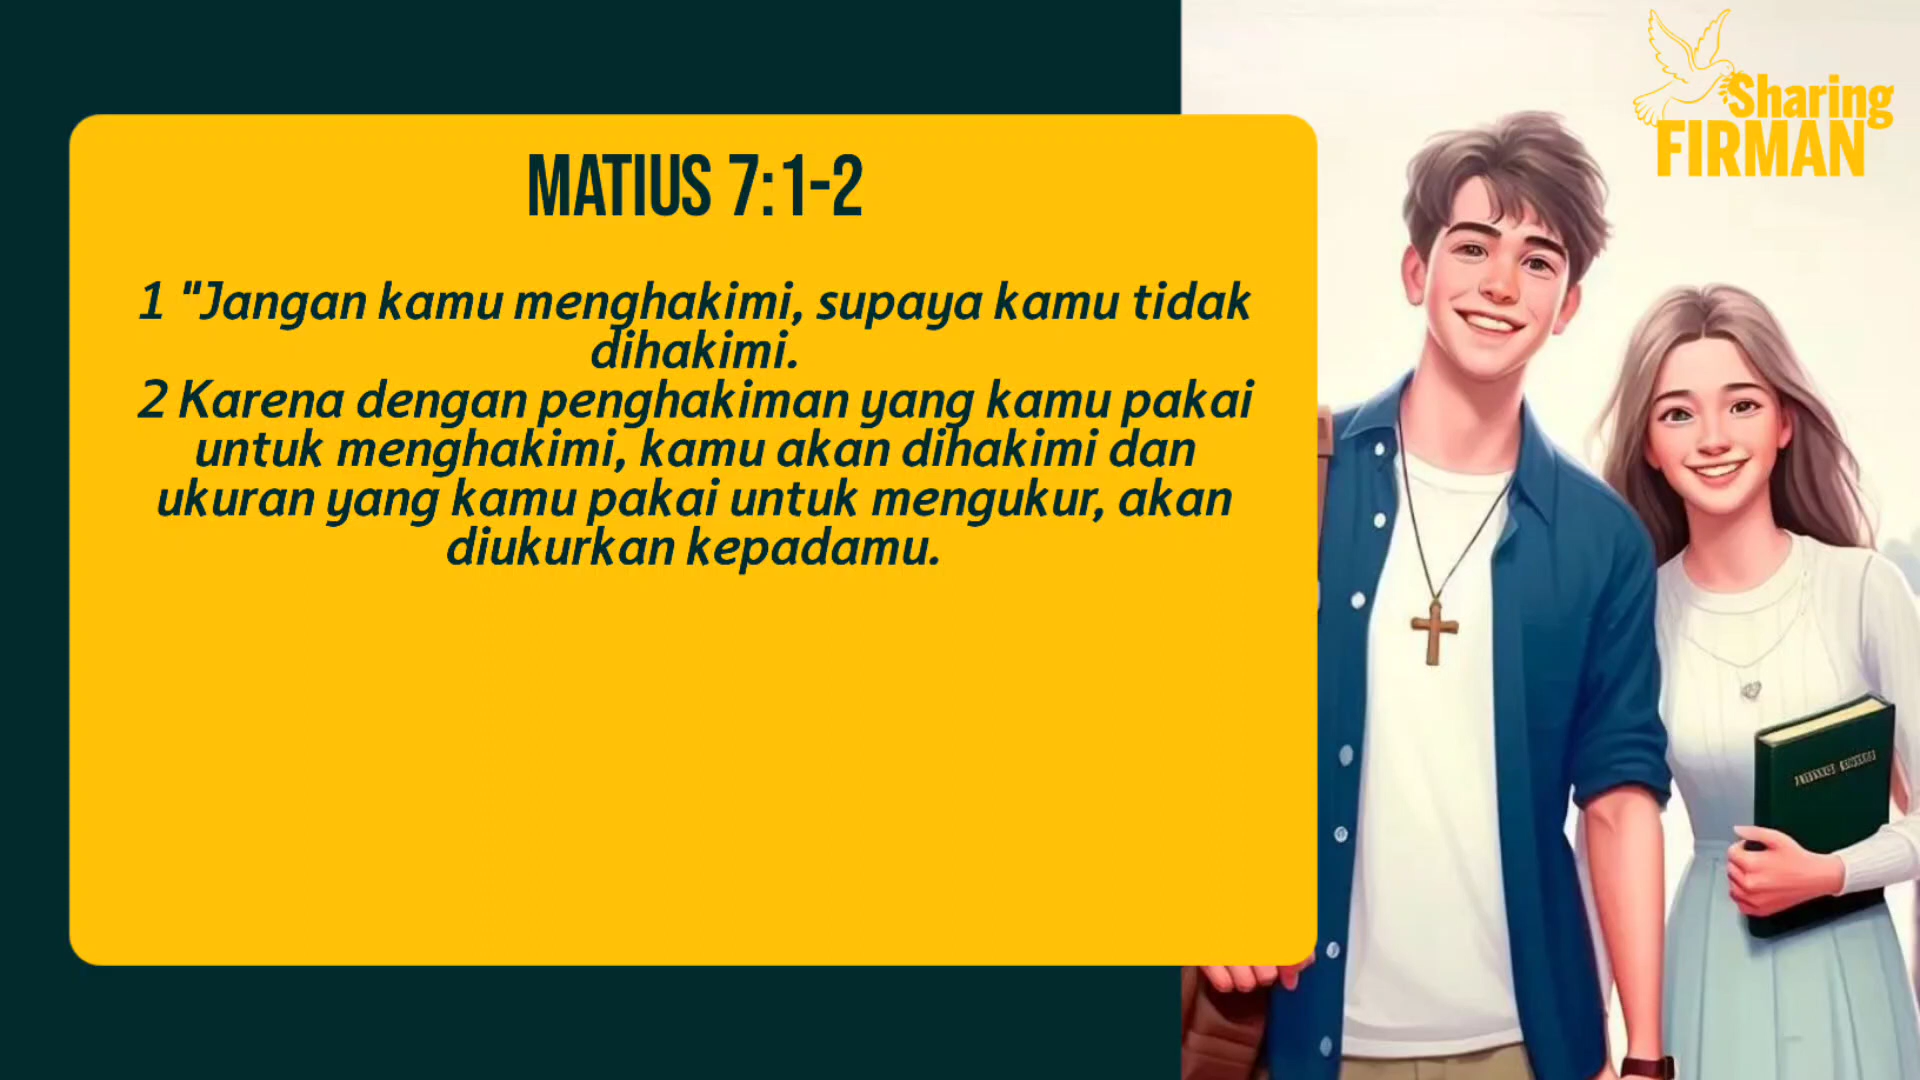 Sharing
FIRMAN
MATIUS 7:1-2
1 "Jangan kamu menghakimi, supaya kamu tidak
dihakimi.
2 Karena dengan penghakiman yang kamu pakai
untuk menghakimi, kamu akan dihakimi dan
ukuran yang kamu pakai untuk mengukur, akan
diukurkan kepadamu.